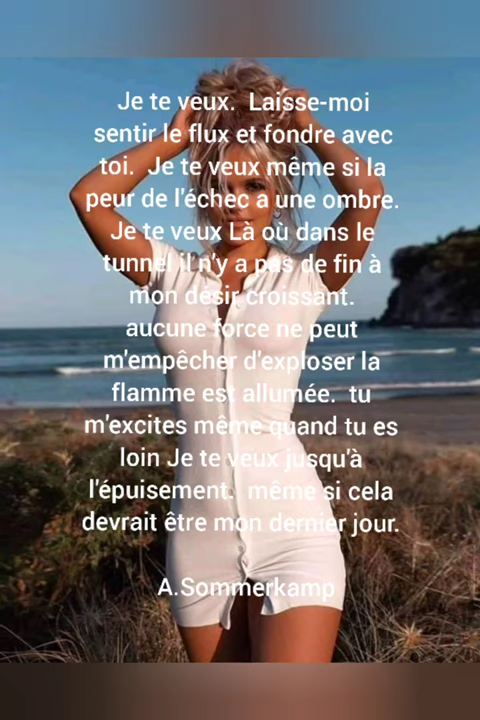 Je te veux.  Laisse-moi
sentir le flux et fondre avec
toi.  Je te veux même si la
peur de l'échec a une ombre.
Je te veux Là où dans le
tunnel il n'y a pas de fin à
mon désir croissant.
aucune force ne peut
m'empêcher d'exploser la
flamme est allumée.  tu
m'excites même quand tu es
loin Je te veux jusqu'à
l'épuisement.  même si cela
devrait être mon dernier jour.
A.Sommerkamp